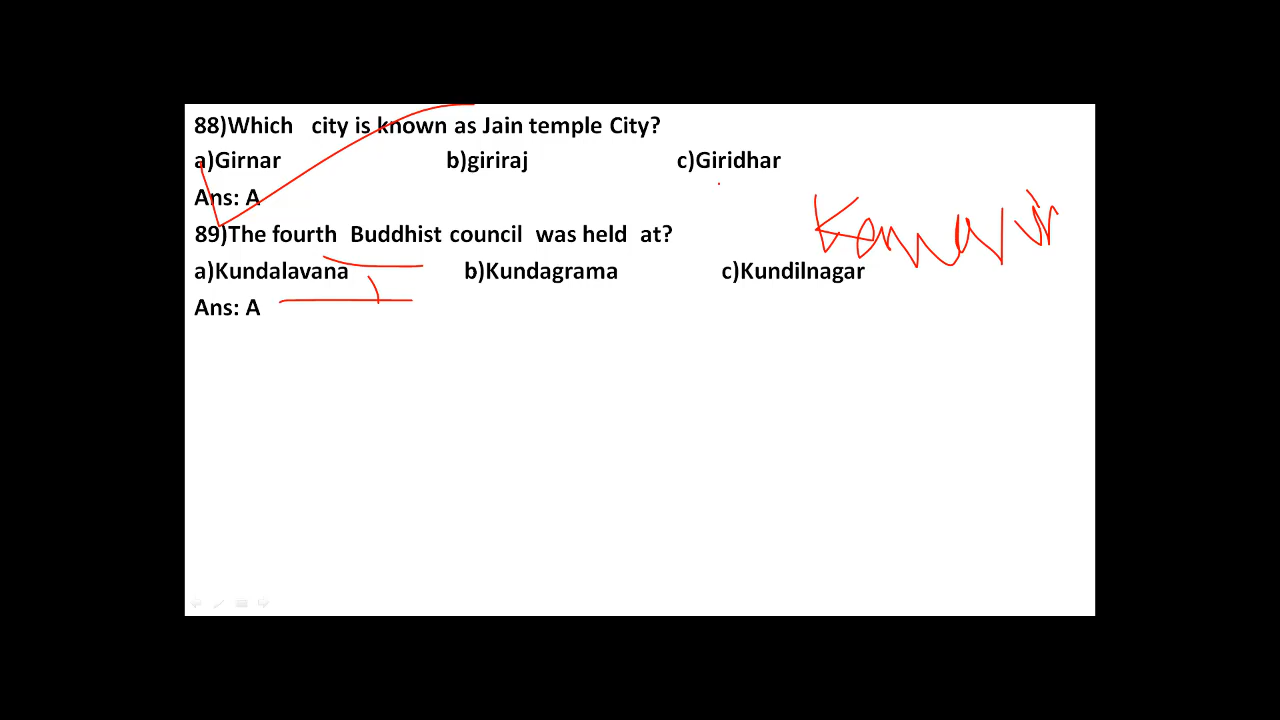 88)Which city is known as Jain temple City?
a)Girnar b)giriraj c)Giridhar
Ans: A
89)The fourth Buddhist council was held at?
a)Kundalavana b)Kundagrama c)Kundilnagar
Ans: A